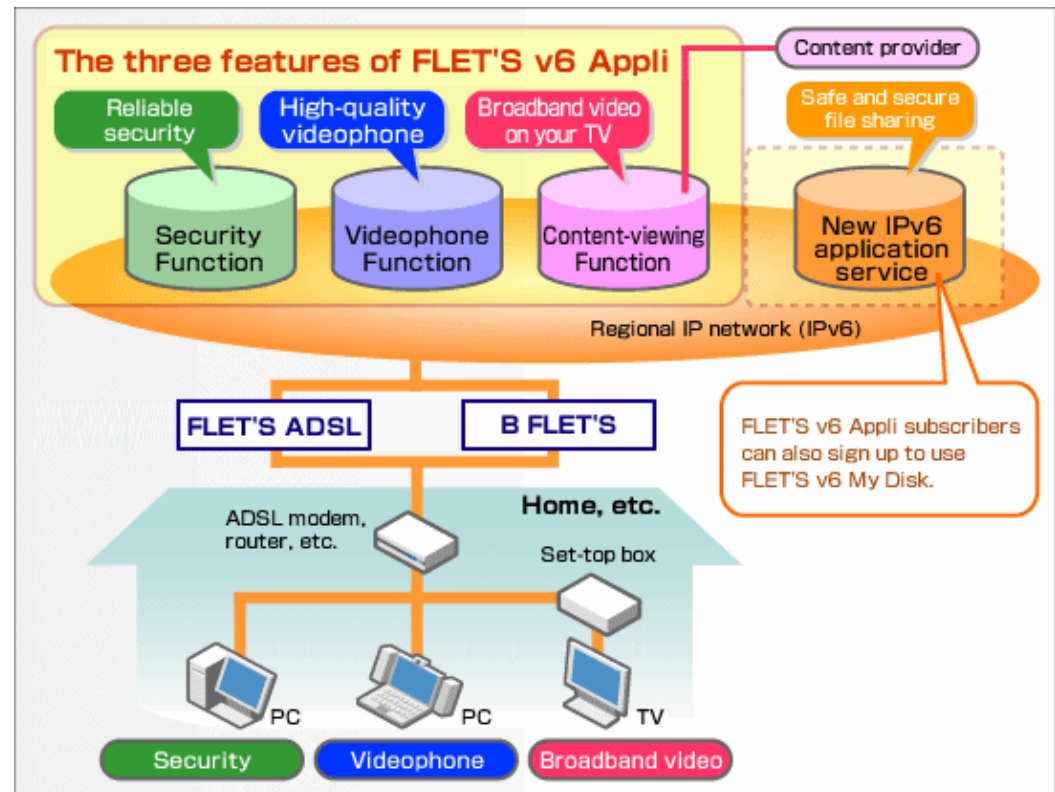 The three features of FLET'S v6 Appli
Content provider
Reliable
security
High-quality
videophone
Broadband video
on your TV
Safe and secure
file sharing
Security
Function
Videophone
Function
Content-viewing
Function
New IPv6
application
service
Regional IP network (IPv6)
FLET'S ADSL
B FLET'S
FLET'S v6 Appli subscribers
can also sign up to use
FLET'S v6 My Disk.
Home, etc.
ADSL modem,
router, etc.
Set-top box
PC
PC
TV
Security
Videophone
Broadband video